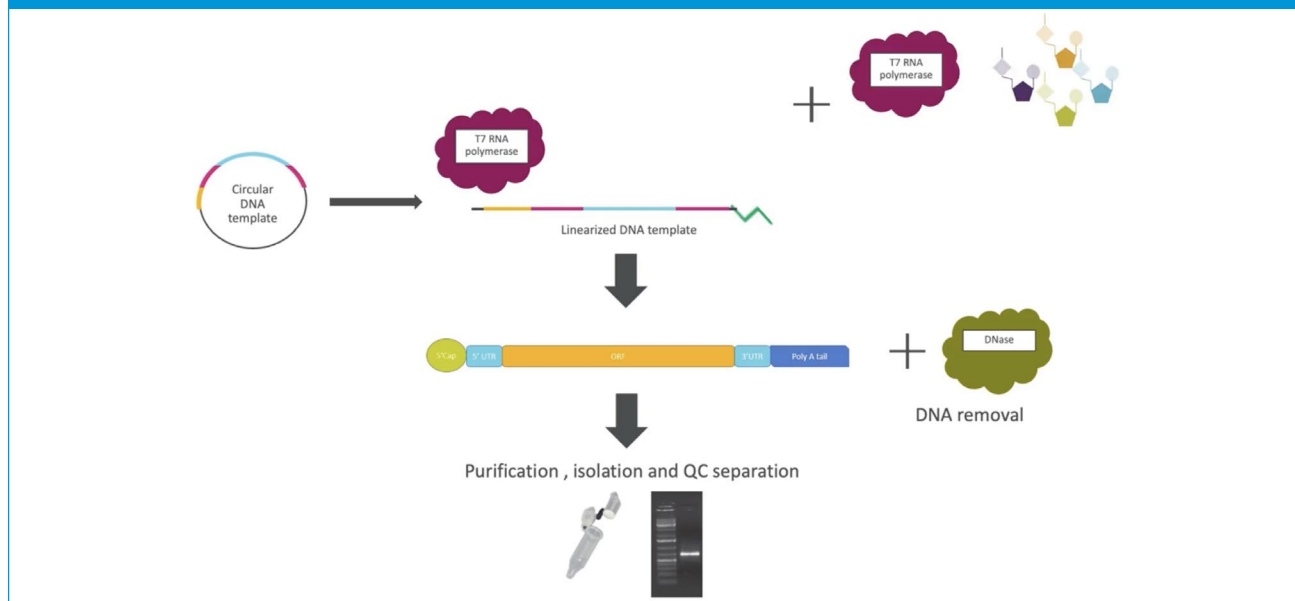 T7 RNA
polymerase
T7 RNA
polymerase
Circular
DNA
template
Linearized DNA template
5'Cap
5' UTR
ORF
3'UTR
Poly A tail
DNase
DNA removal
Purification , isolation and QC separation